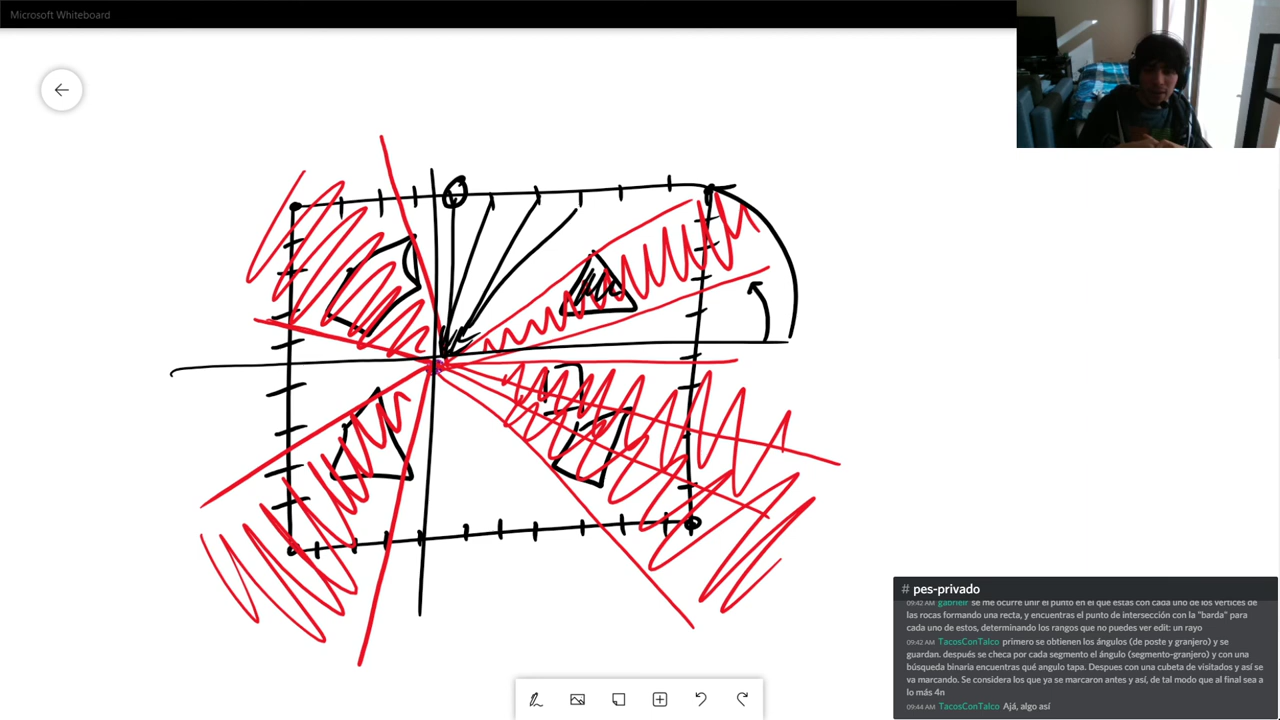 Microsoft Whiteboard
# pes-privado
09:42 AM gabrielr se me ocurre unir el punto en el que estas con cada uno de los vertices de
las rocas formando una recta, y encuentras el punto de intersección con la "barda" para
cada uno de estos, determinando los rangos que no puedes ver edit: un rayo
09:42 AM TacosConTalco primero se obtienen los ángulos (de poste y granjero) y se
guardan. después se checa por cada segmento el ángulo (segmento-granjero) y con una
búsqueda binaria encuentras qué angulo tapa. Despues con una cubeta de visitados y así se
va marcando. Se considera los que ya se marcaron antes y así, de tal modo que al final sea a
lo más 4n
09:44 AM TacosConTalco Ajá, algo así